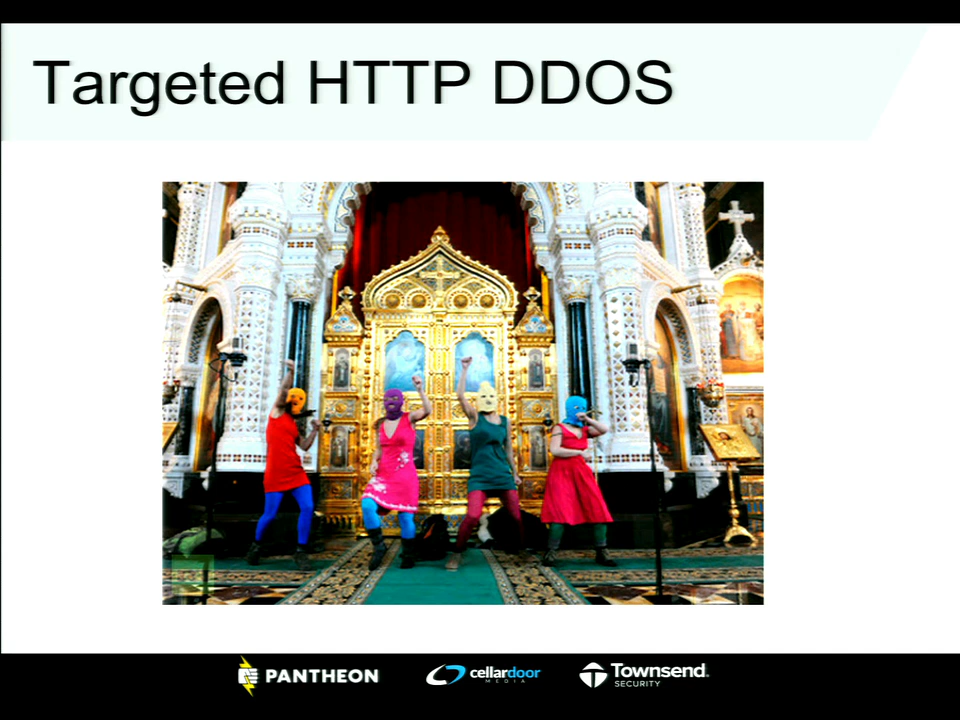 Targeted HTTP DDOS
PANTHEON
cellardoor
MEDIA
Townsend
SECURITY